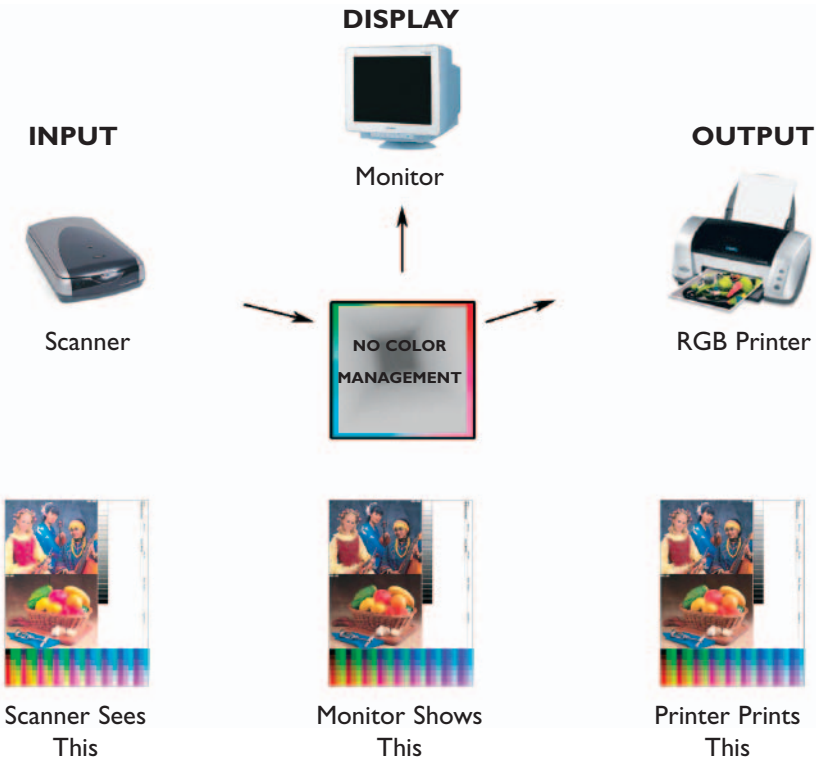 DISPLAY
INPUT
OUTPUT
Monitor
Scanner
RGB Printer
NO COLOR
MANAGEMENT
Scanner Sees
This
Monitor Shows
This
Printer Prints
This